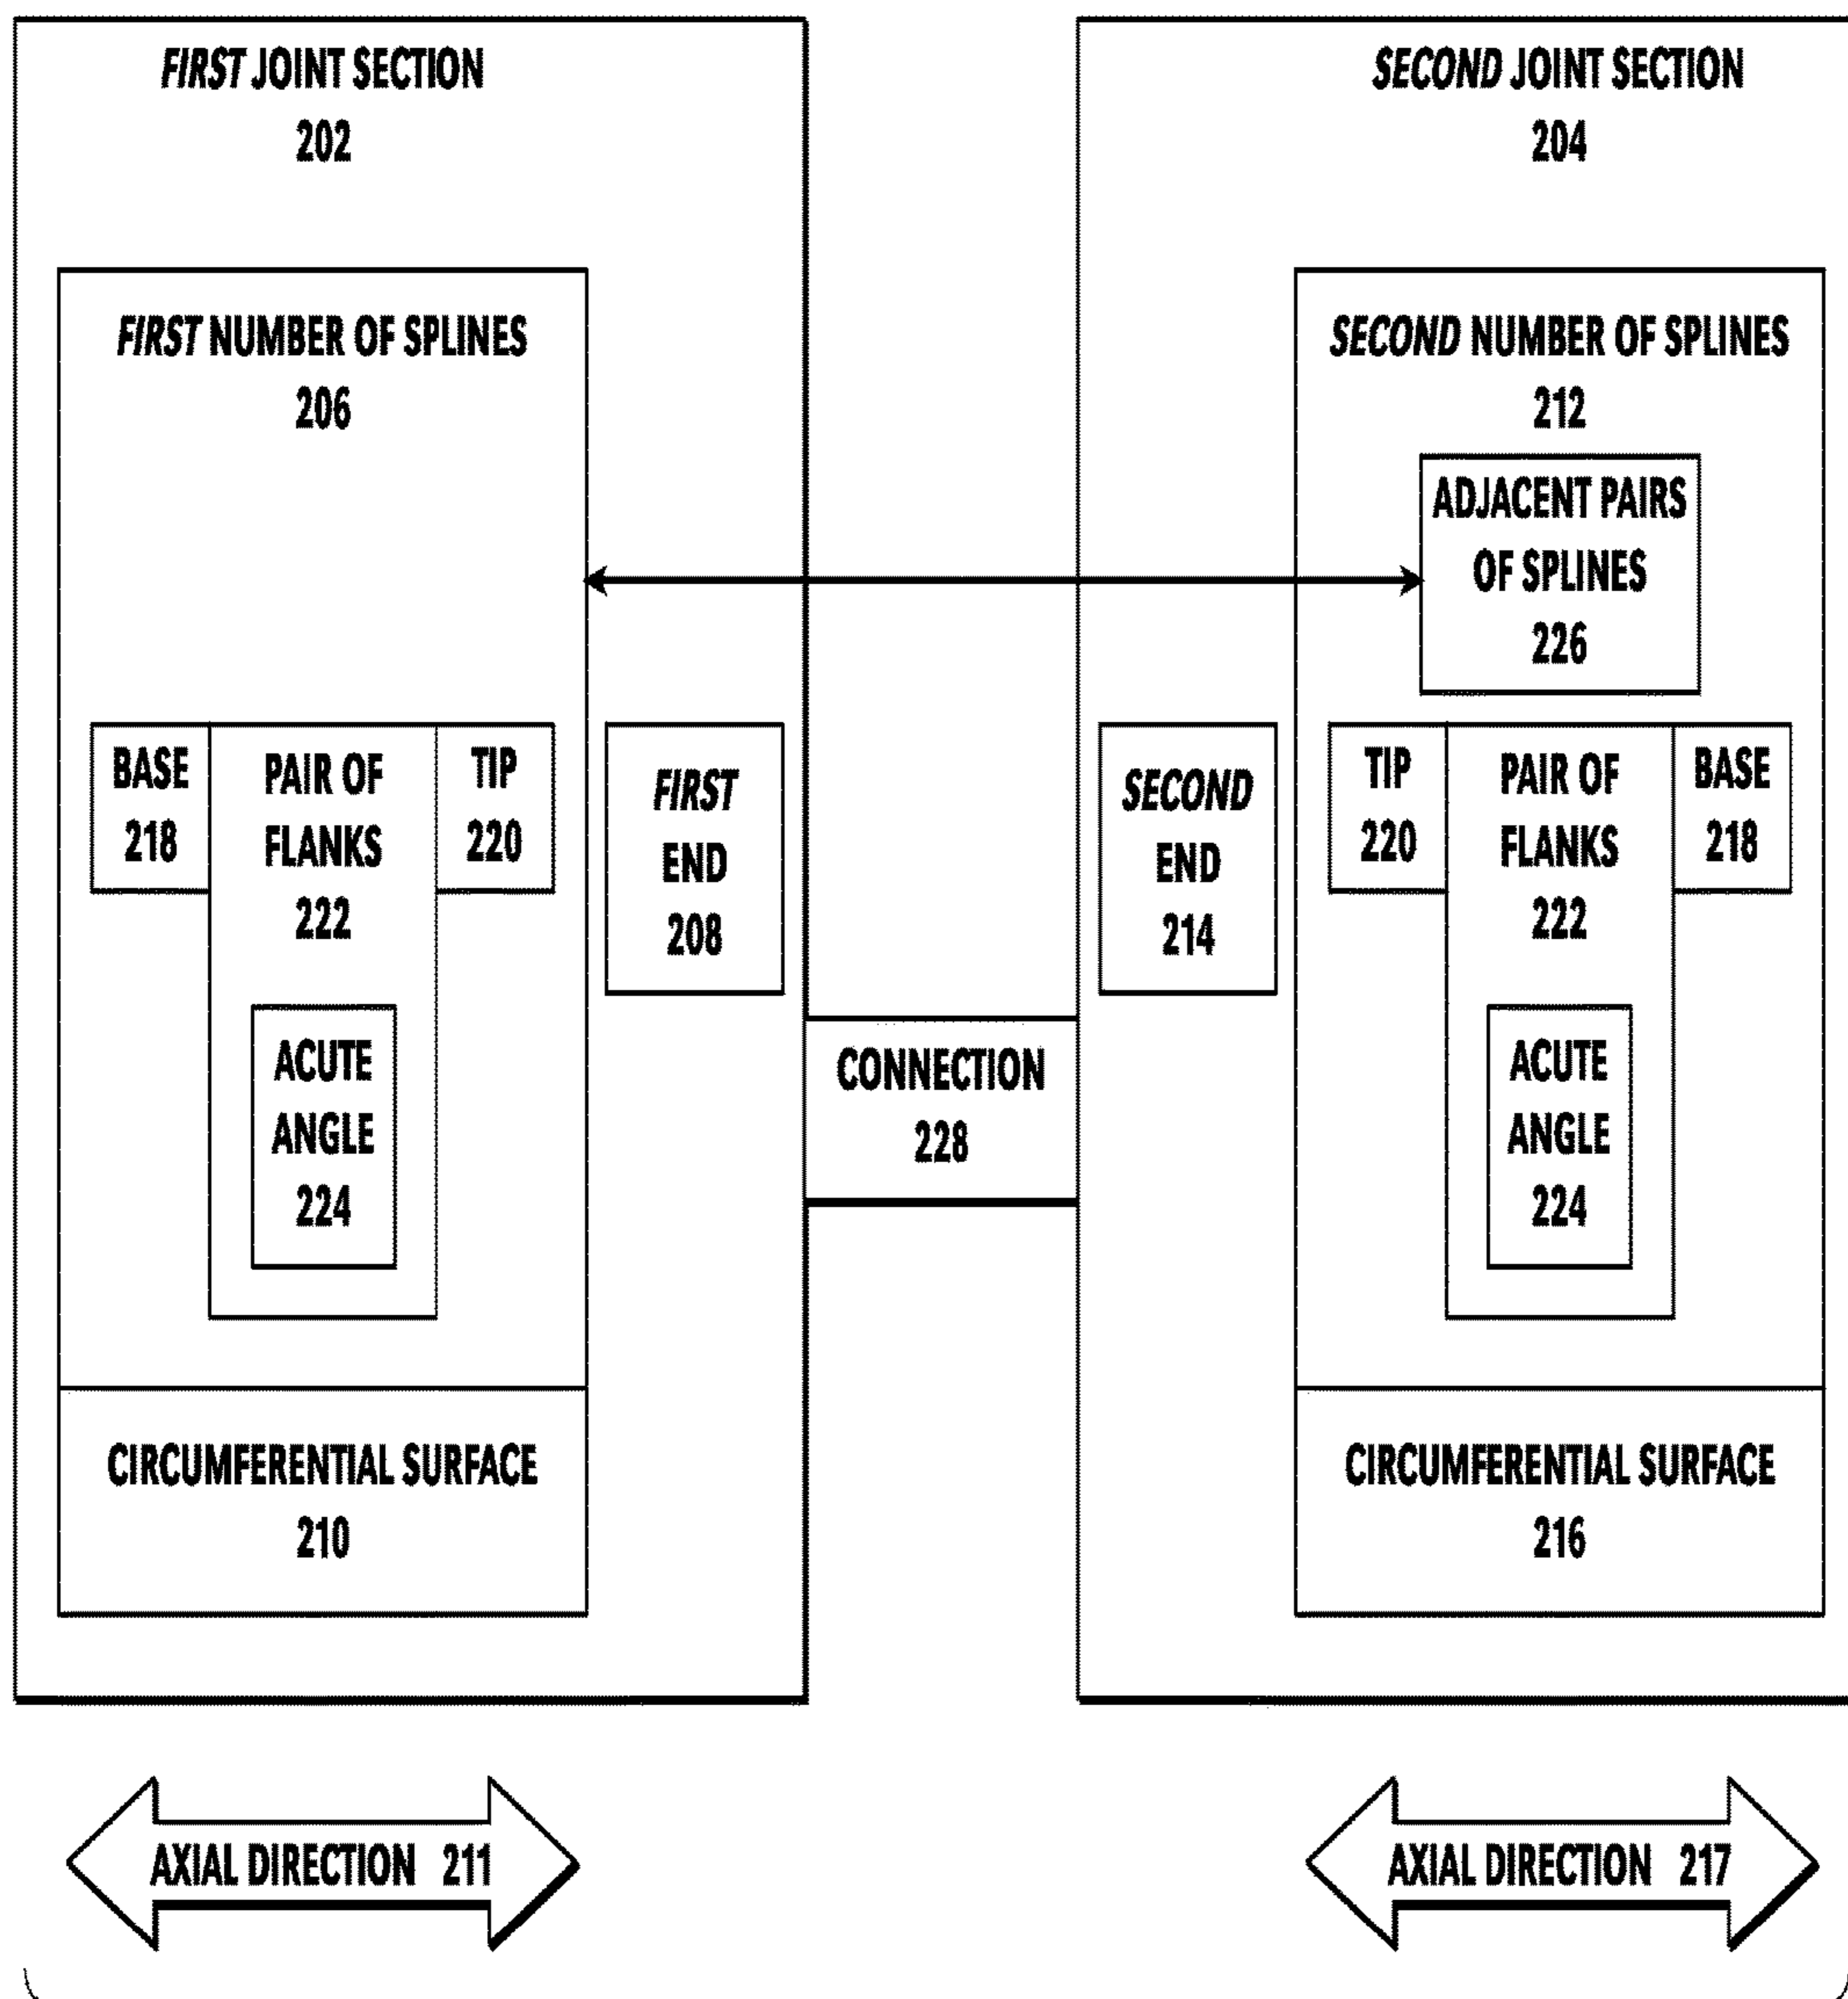 FIRST JOINT SECTION
202
FIRST NUMBER OF SPLINES
206
BASE
218
PAIR OF
FLANKS
222
TIP
220
ACUTE
ANGLE
224
FIRST
END
208
CIRCUMFERENTIAL SURFACE
210
CONNECTION
228
SECOND JOINT SECTION
204
SECOND NUMBER OF SPLINES
212
ADJACENT PAIRS
OF SPLINES
226
SECOND
END
214
TIP
220
PAIR OF
FLANKS
222
BASE
218
ACUTE
ANGLE
224
CIRCUMFERENTIAL SURFACE
216
AXIAL DIRECTION 211
AXIAL DIRECTION 217